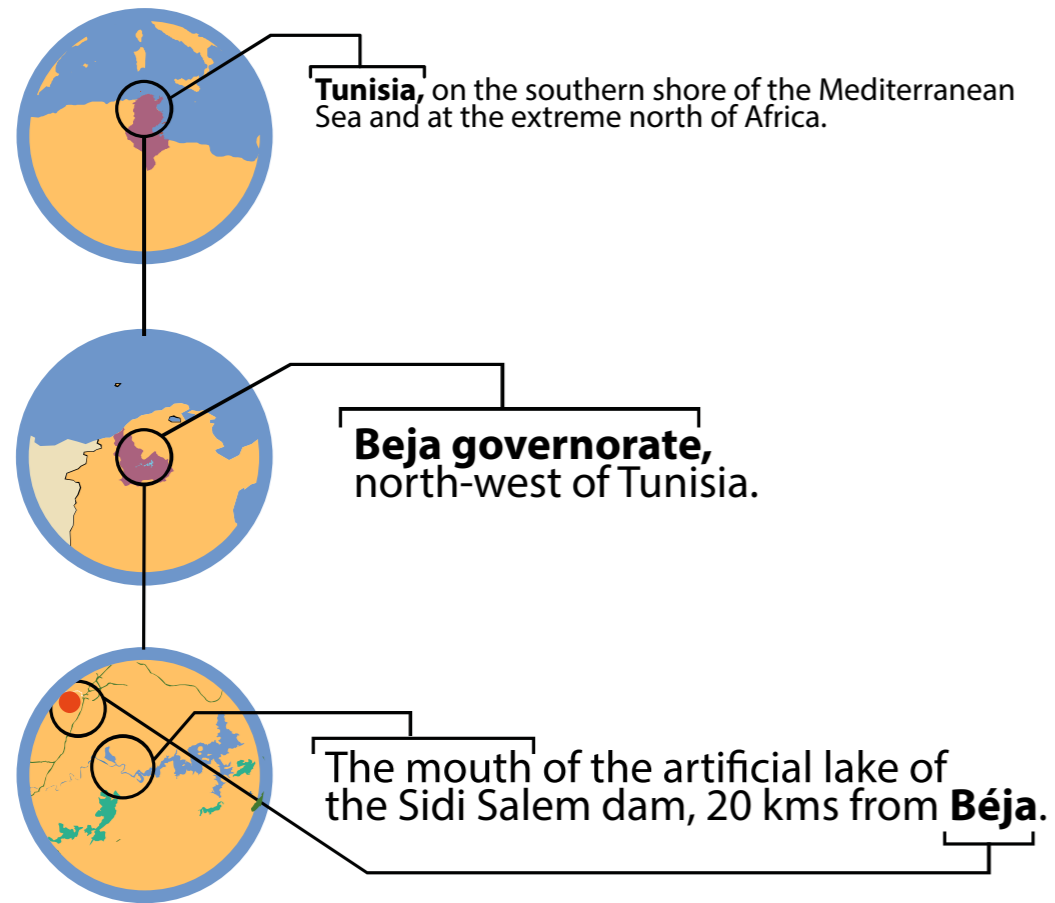 Tunisia, on the southern shore of the Mediterranean
Sea and at the extreme north of Africa.
Beja governorate,
north-west of Tunisia.
The mouth of the artificial lake of
the Sidi Salem dam, 20 kms from Béja.